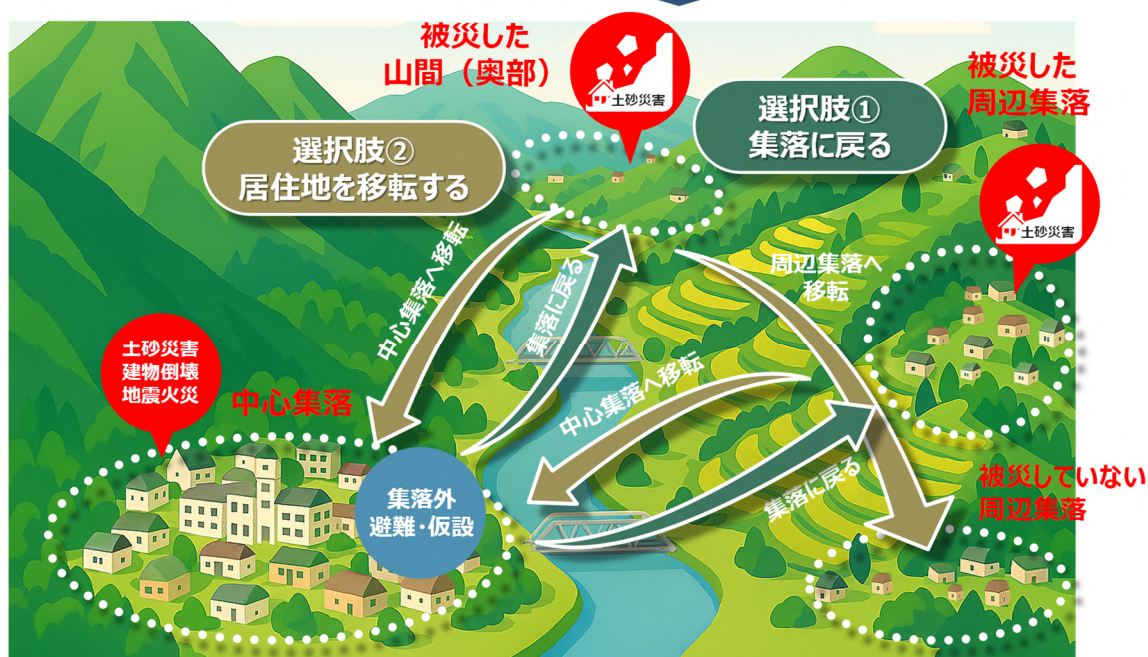 被災した
山間（奥部）
土砂災害
選択肢①
集落に戻る
被災した
周辺集落
土砂災害
選択肢②
居住地を移転する
中心集落へ移転
集落に戻る
周辺集落へ
移転
土砂災害
建物倒壊
地震火災
中心集落
中心集落へ移転
集落に戻る
集落外
避難・仮設
被災していない
周辺集落